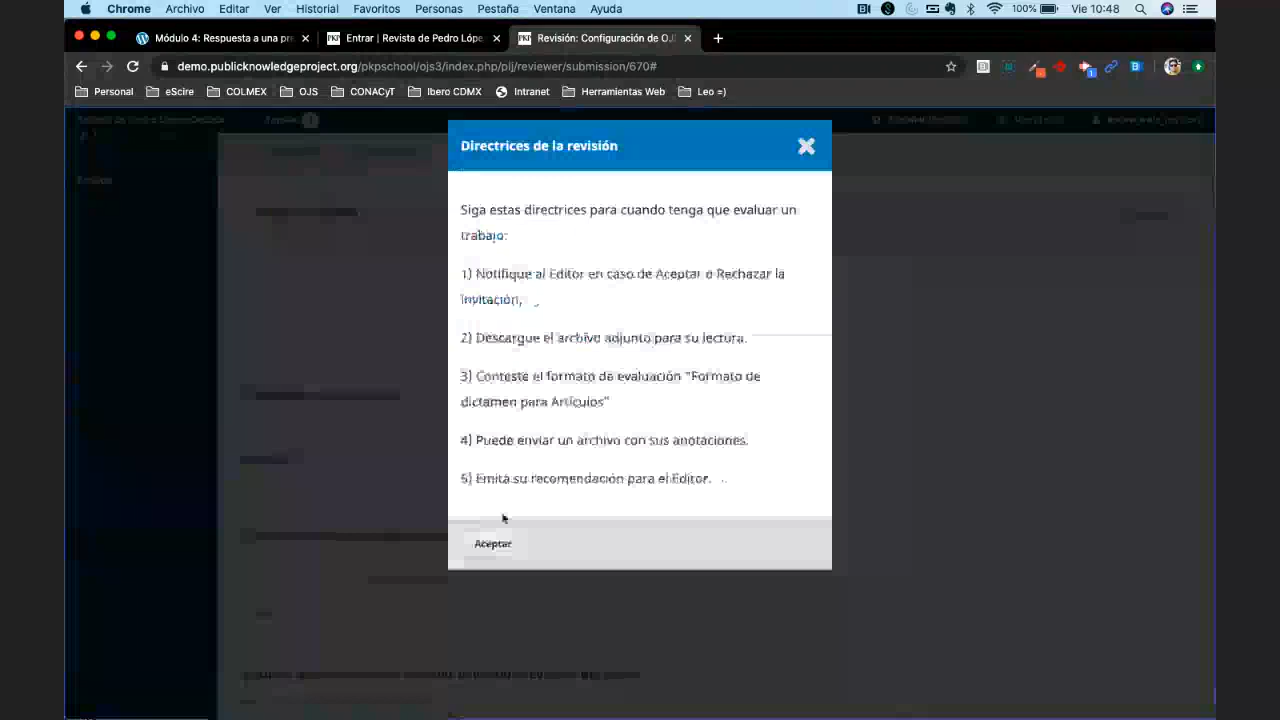 Chrome Archivo Editar Ver Historial Favoritos Personas Pestaña Ventana Ayuda 100% Vie 10:48
Módulo 4: Respuesta a una pr Entrar | Revista de Pedro Lópe Revisión: Configuración de OJ
demo.publicknowledgeproject.org/pkpschool/ojs3/index.php/plj/reviewer/submission/670#
Personal eScire COLMEX OJS CONACyT Ibero CDMX Intranet Herramientas Web Leo =)
Directrices de la revisión
Siga estas directrices para cuando tenga que evaluar un
trabajo:
1) Notifique al Editor en caso de Aceptar o Rechazar la
Invitación,
2) Descargue el archivo adjunto para su lectura.
3) Conteste el formato de evaluación "Formato de
dictamen para Artículos"
4) Puede enviar un archivo con sus anotaciones.
5) Emita su recomendación para el Editor.
Aceptar